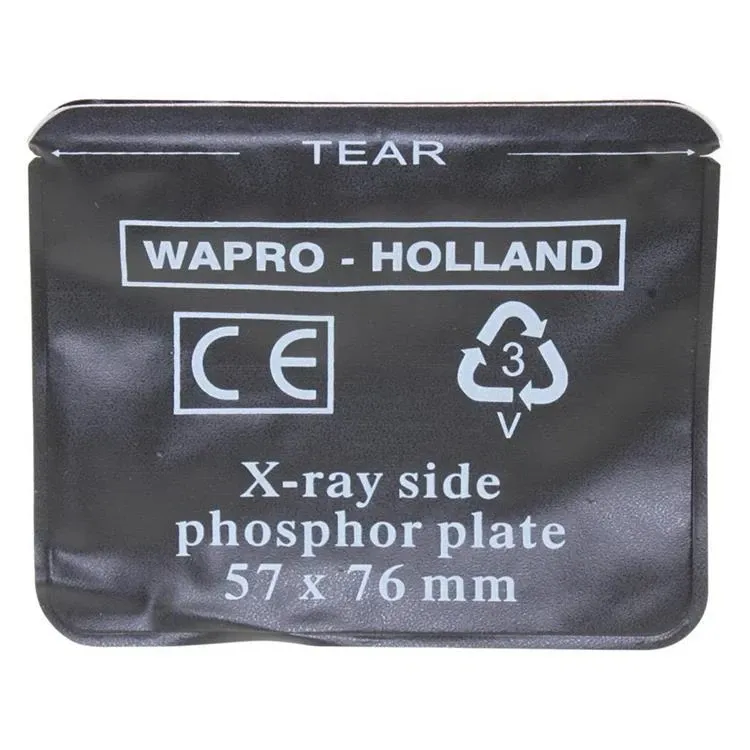 TEAR
WAPRO - HOLLAND
CE
3
V
X-ray side
phosphor plate
57 x 76 mm